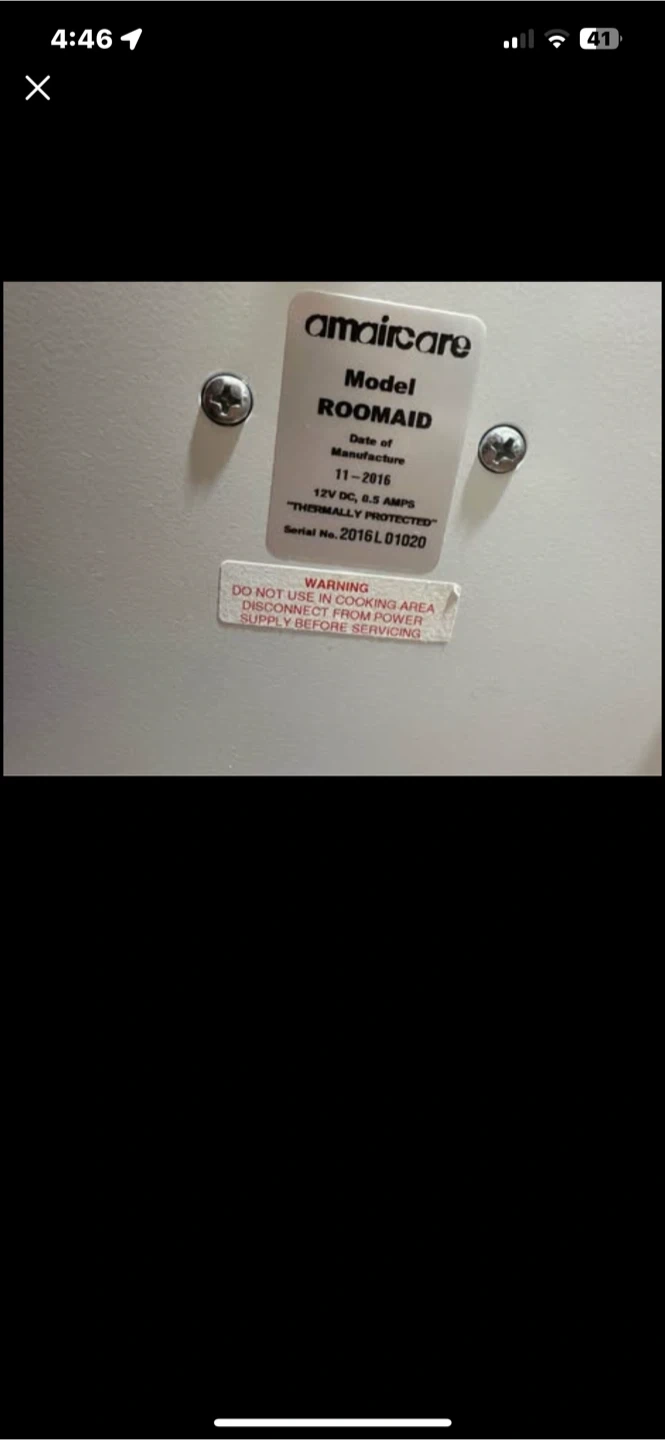 4:46
41
amaircare
Model
ROOMAID
Date of
Manufacture
11-2016
12V DC, 0.5 AMPS
"THERMALLY PROTECTED"
Serial No. 2016L01020
WARNING
DO NOT USE IN COOKING AREA
DISCONNECT FROM POWER
SUPPLY BEFORE SERVICING